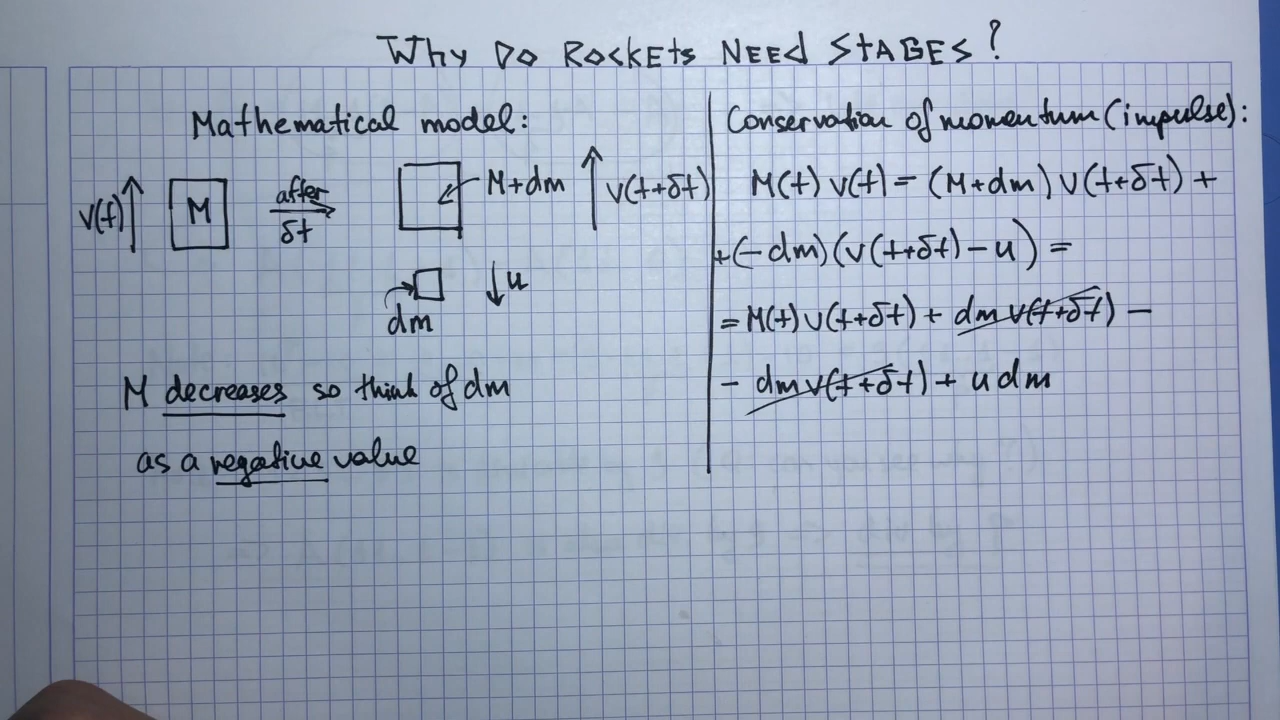 Why Do Rockets Need Stages?
Mathematical model:
v(t) M after δt M+dm v(t+δt)
dm u
M decreases so think of dm
as a negative value
Conservation of momentum (impulse):
M(t) v(t) = (M+dm) v(t+δt) +
+(-dm)(v(t+δt) - u) =
= M(t) v(t+δt) + dm v(t+δt) -
- dm v(t+δt) + u dm